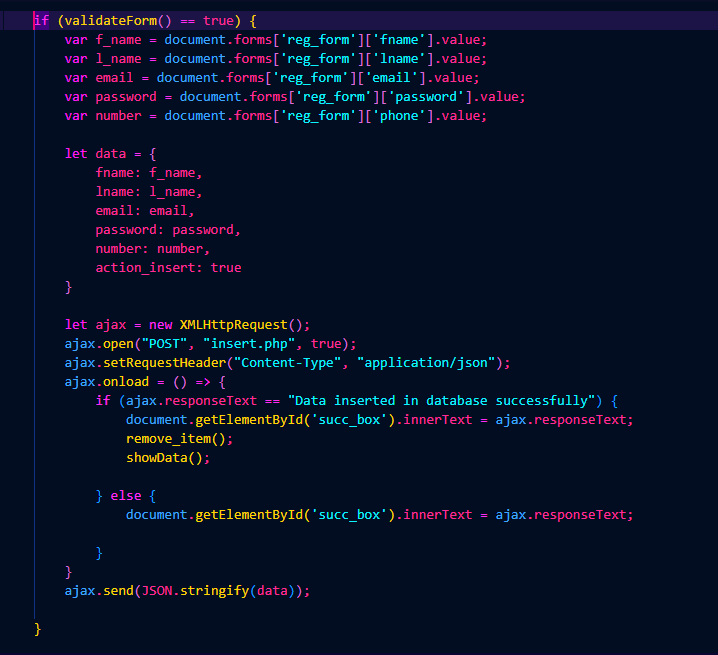 if (validateForm() == true) {
var f_name = document.forms['reg_form']['fname'].value;
var l_name = document.forms['reg_form']['lname'].value;
var email = document.forms['reg_form']['email'].value;
var password = document.forms['reg_form']['password'].value;
var number = document.forms['reg_form']['phone'].value;
let data = {
fname: f_name,
lname: l_name,
email: email,
password: password,
number: number,
action_insert: true
}
let ajax = new XMLHttpRequest();
ajax.open("POST", "insert.php", true);
ajax.setRequestHeader("Content-Type", "application/json");
ajax.onload = () => {
if (ajax.responseText == "Data inserted in database successfully") {
document.getElementById('succ_box').innerText = ajax.responseText;
remove_item();
showData();
} else {
document.getElementById('succ_box').innerText = ajax.responseText;
}
}
ajax.send(JSON.stringify(data));
}